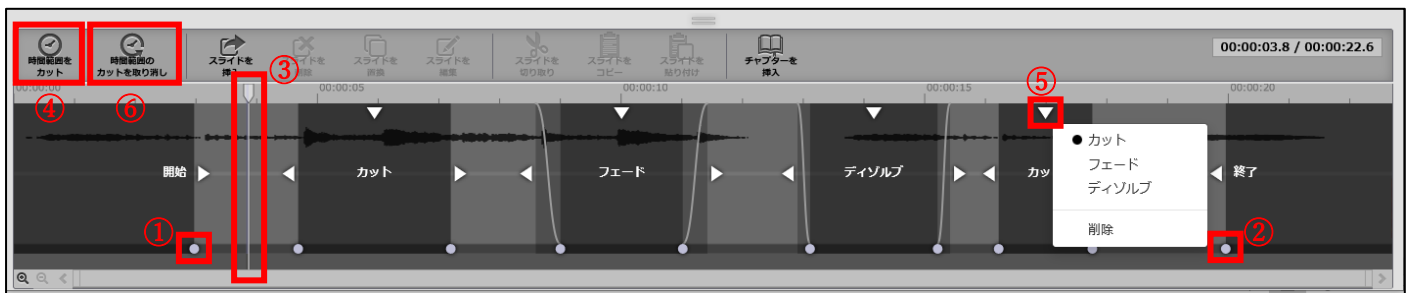 時間範囲を
カット
時間範囲の
カットを取り消し
スライドを
挿入
スライドを
削除
スライドを
複製
スライドを
編集
スライドを
切り取り
スライドを
コピー
スライドを
貼り付け
チャプターを
挿入
00:00:03.8 / 00:00:22.6
③
④
⑥
⑤
00:00:00
00:00:05
00:00:10
00:00:15
00:00:20
開始
カット
フェード
ディゾルブ
カッ
終了
カット
フェード
ディゾルブ
削除
①
②